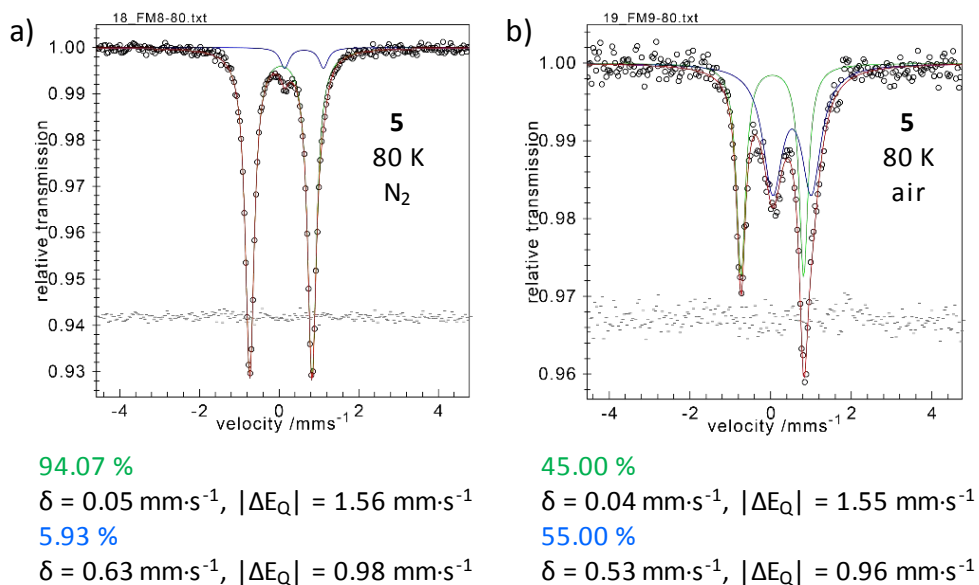 a)
18_FM8-80.txt
relative transmission
1.00
0.99
0.98
0.97
0.96
0.95
0.94
0.93
5
80 K
N₂
-4 -2 0 2 4
velocity /mms⁻¹
94.07 %
δ = 0.05 mm·s⁻¹, |ΔE_Q| = 1.56 mm·s⁻¹
5.93 %
δ = 0.63 mm·s⁻¹, |ΔE_Q| = 0.98 mm·s⁻¹
b)
19_FM9-80.txt
relative transmission
1.00
0.99
0.98
0.97
0.96
5
80 K
air
-4 -2 0 2 4
velocity /mms⁻¹
45.00 %
δ = 0.04 mm·s⁻¹, |ΔE_Q| = 1.55 mm·s⁻¹
55.00 %
δ = 0.53 mm·s⁻¹, |ΔE_Q| = 0.96 mm·s⁻¹